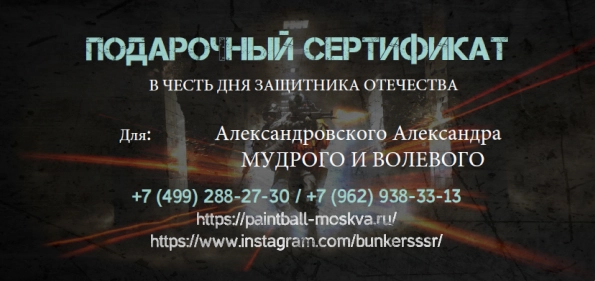 ПОДАРОЧНЫЙ СЕРТИФИКАТ
В ЧЕСТЬ ДНЯ ЗАЩИТНИКА ОТЕЧЕСТВА
Для: Александровского Александра
МУДРОГО И ВОЛЕВОГО
+7 (499) 288-27-30 / +7 (962) 938-33-13
https://paintball-moskva.ru/
https://www.instagram.com/bunkersssr/